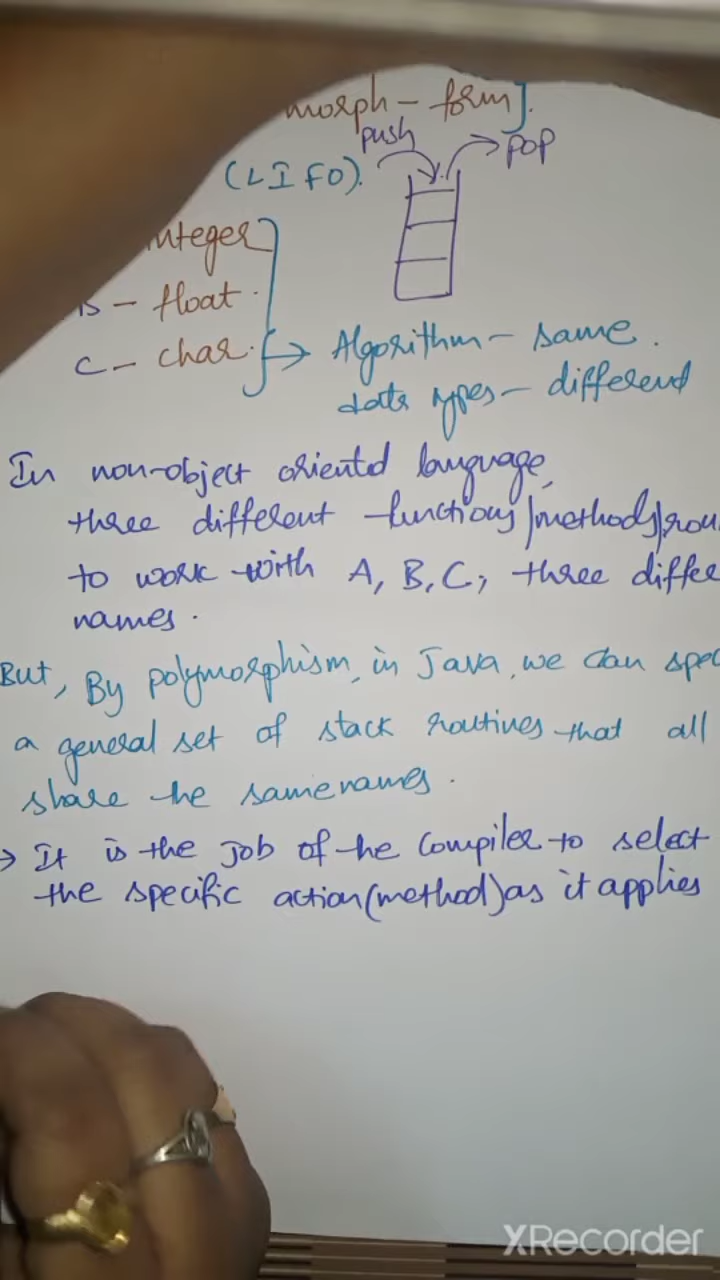 morph - form].
push
pop
(LIFO).
integer
B - float.
C - char.
→ Algorithm - same.
data types - different
In non-object oriented language,
three different functions/methods/rou
to work with A, B, C, three diffe
names.
But, By polymorphism, in Java, we can spec
a general set of stack routines that all
share the same names.
→ It is the job of the compiler to select
the specific action(method) as it applies
XRecorder